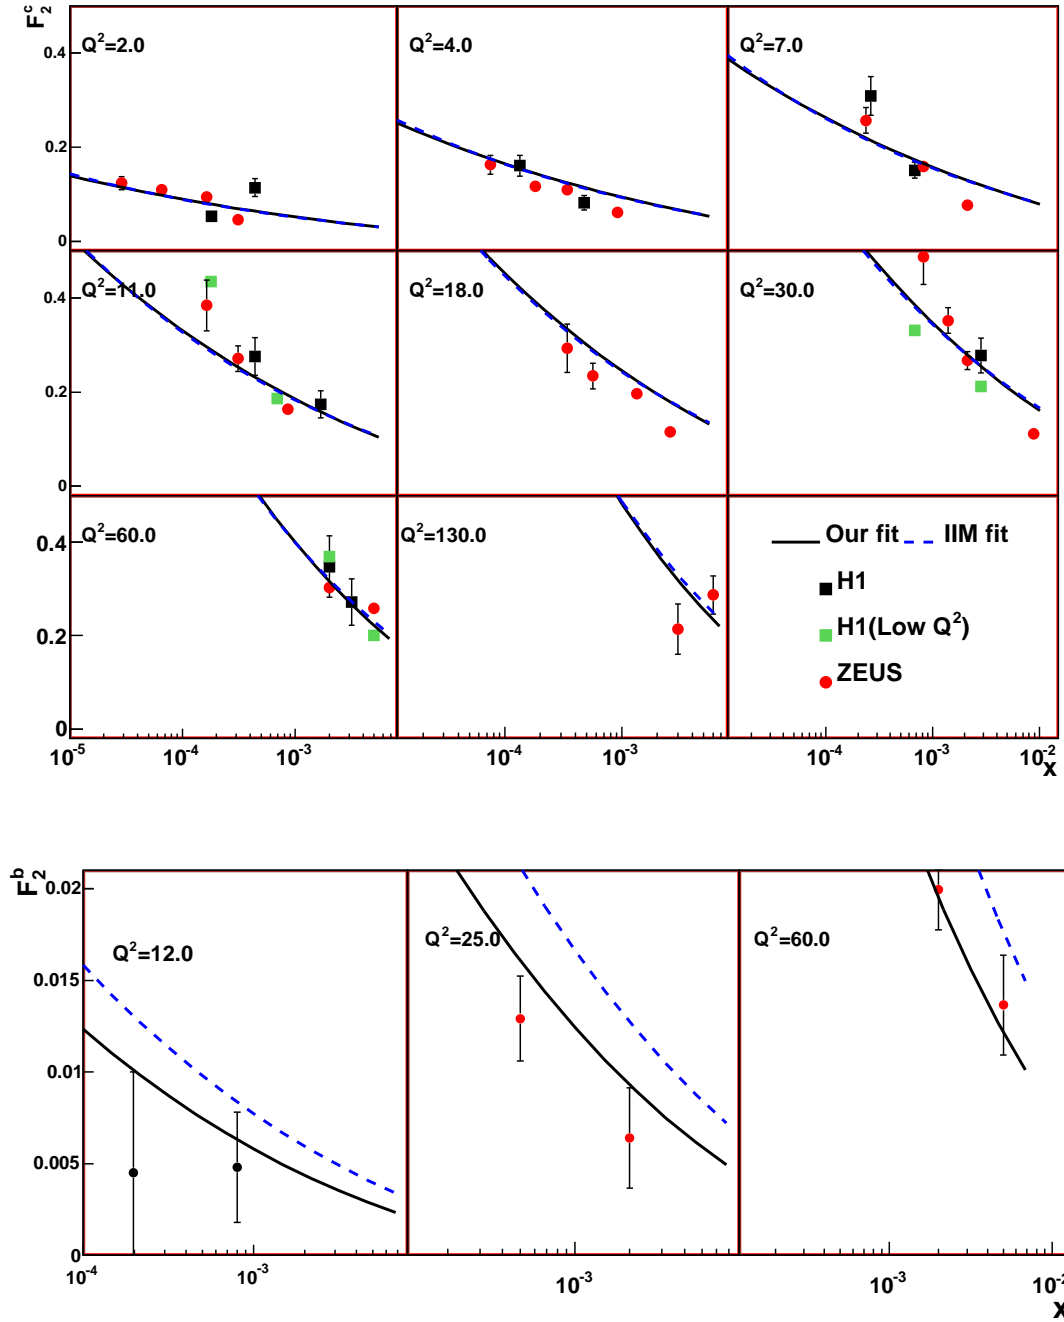 F₂ᶜ
Q²=2.0 Q²=4.0 Q²=7.0
0.4
0.2
0
Q²=11.0 Q²=18.0 Q²=30.0
0.4
0.2
0
Q²=60.0 Q²=130.0
Our fit IIM fit
H1
H1(Low Q²)
ZEUS
0.4
0.2
0
10⁻⁵ 10⁻⁴ 10⁻³ 10⁻⁴ 10⁻³ 10⁻⁴ 10⁻³ 10⁻²
x
F₂ᵇ
Q²=12.0 Q²=25.0 Q²=60.0
0.02
0.015
0.01
0.005
0
10⁻⁴ 10⁻³ 10⁻³ 10⁻³ 10⁻²
x